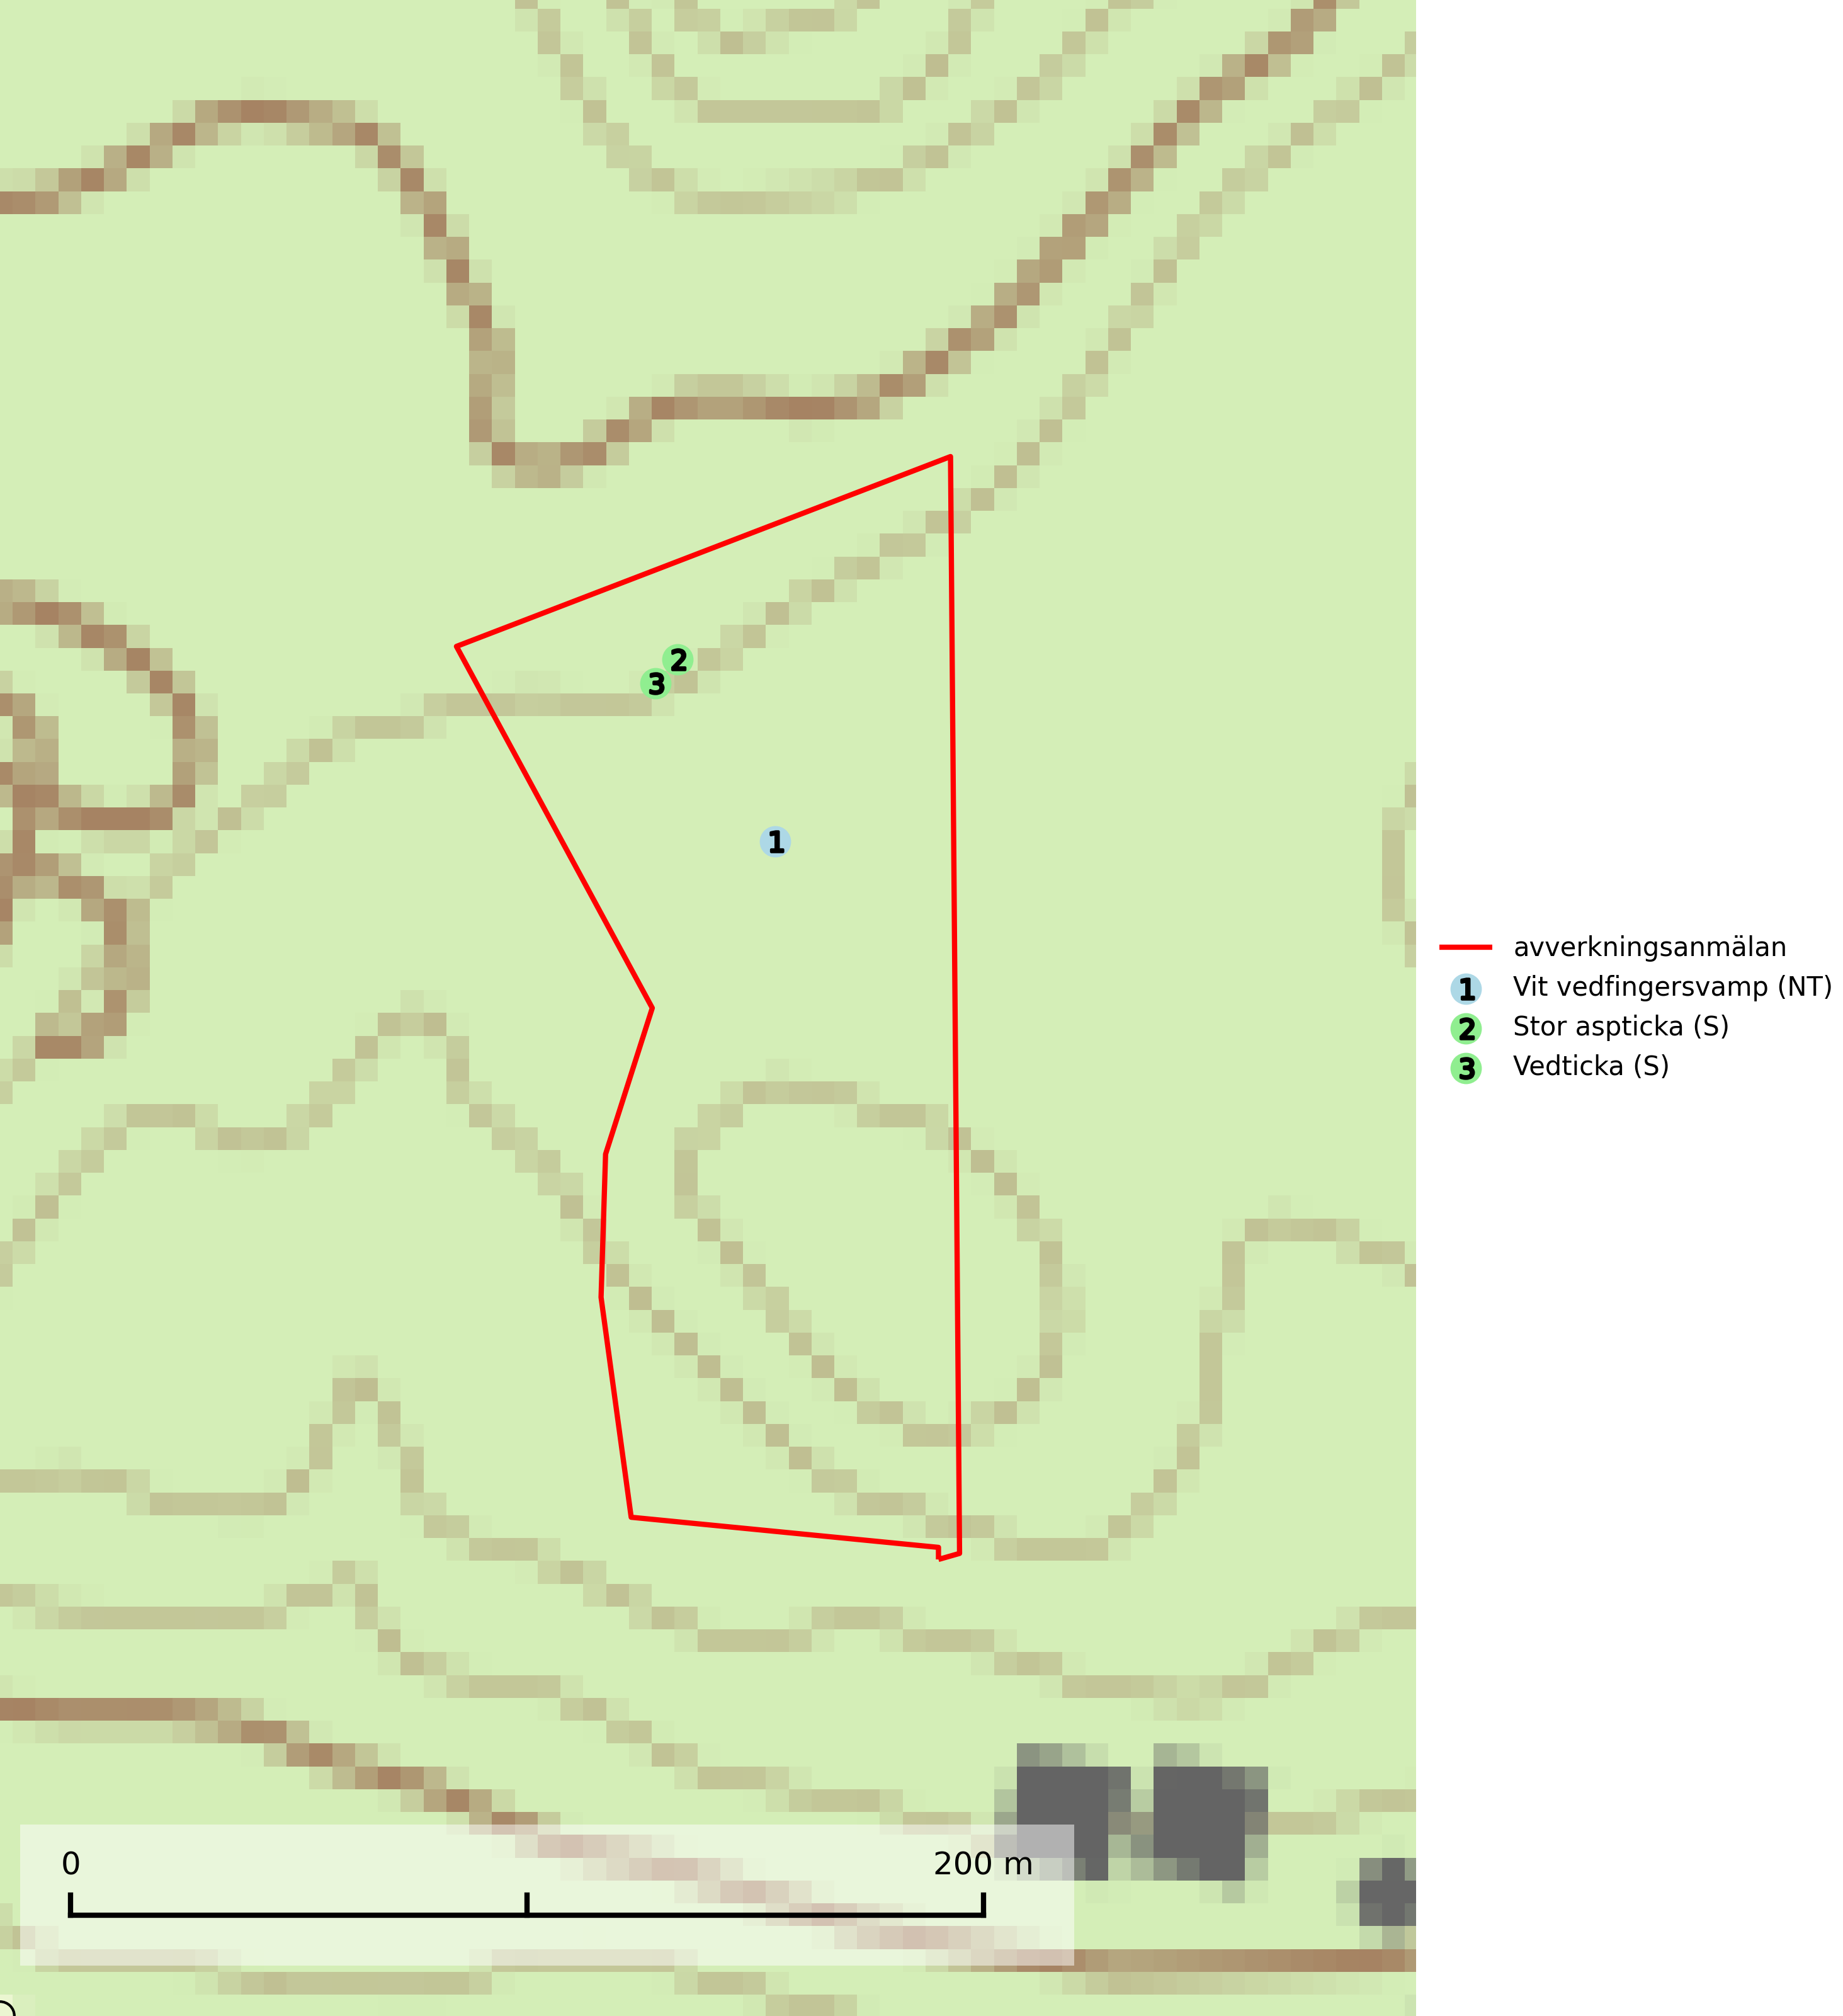 2
3
1
avverkningsanmälan
1 Vit vedfingersvamp (NT)
2 Stor aspticka (S)
3 Vedticka (S)
0 200 m